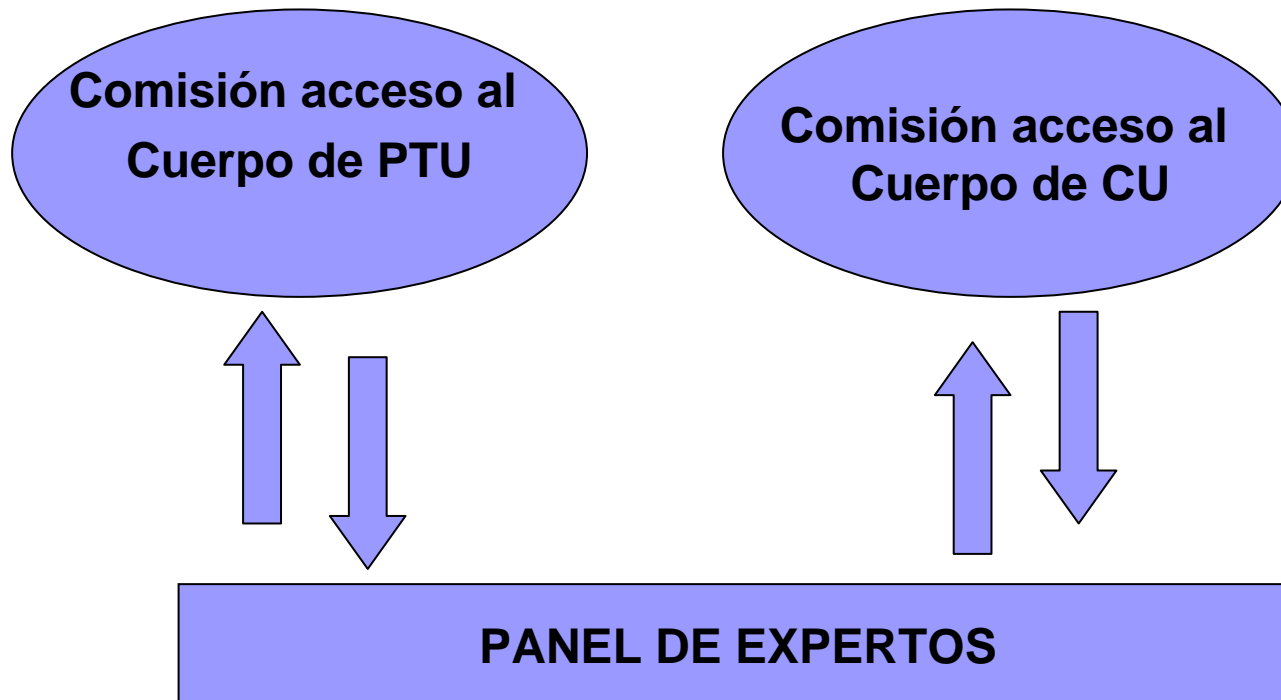 Comisión acceso al
Cuerpo de PTU
Comisión acceso al
Cuerpo de CU
PANEL DE EXPERTOS